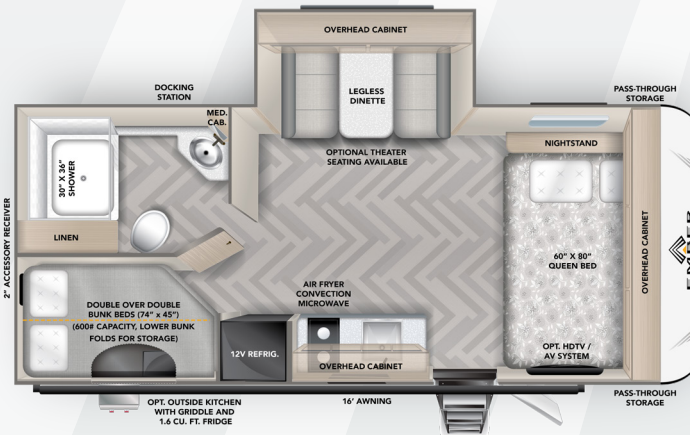 OVERHEAD CABINET
DOCKING
STATION
MED.
CAB.
LEGLESS
DINETTE
PASS-THROUGH
STORAGE
OPTIONAL THEATER
SEATING AVAILABLE
NIGHTSTAND
30" X 36"
SHOWER
2" ACCESSORY RECEIVER
LINEN
60" X 80"
QUEEN BED
OVERHEAD CABINET
DOUBLE OVER DOUBLE
BUNK BEDS (74" x 45")
(600# CAPACITY, LOWER BUNK
FOLDS FOR STORAGE)
AIR FRYER
CONVECTION
MICROWAVE
12V REFRIG.
OVERHEAD CABINET
OPT. HDTV /
AV SYSTEM
OPT. OUTSIDE KITCHEN
WITH GRIDDLE AND
1.6 CU. FT. FRIDGE
16' AWNING
PASS-THROUGH
STORAGE